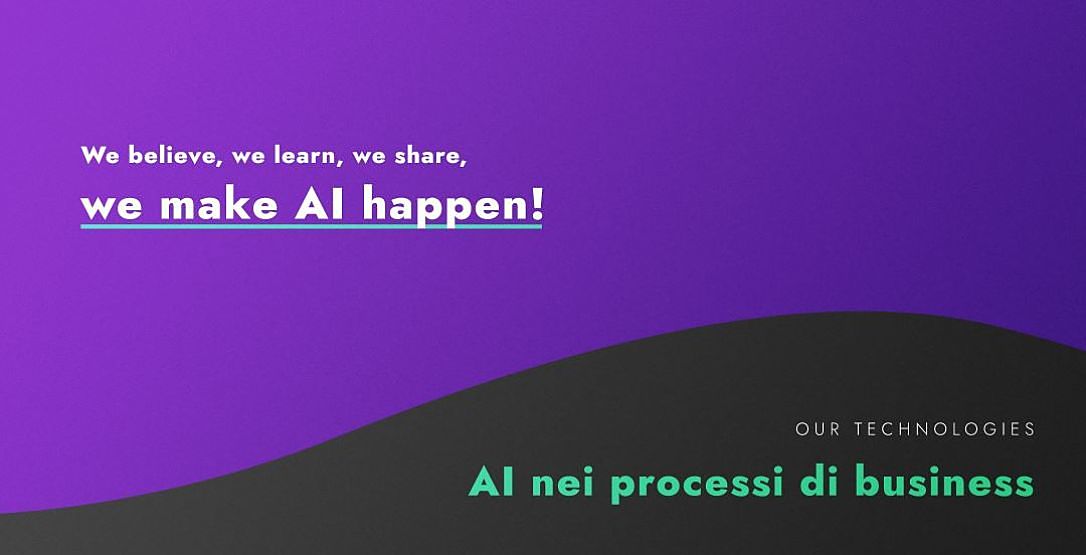 We believe, we learn, we share,
we make AI happen!
OUR TECHNOLOGIES
AI nei processi di business